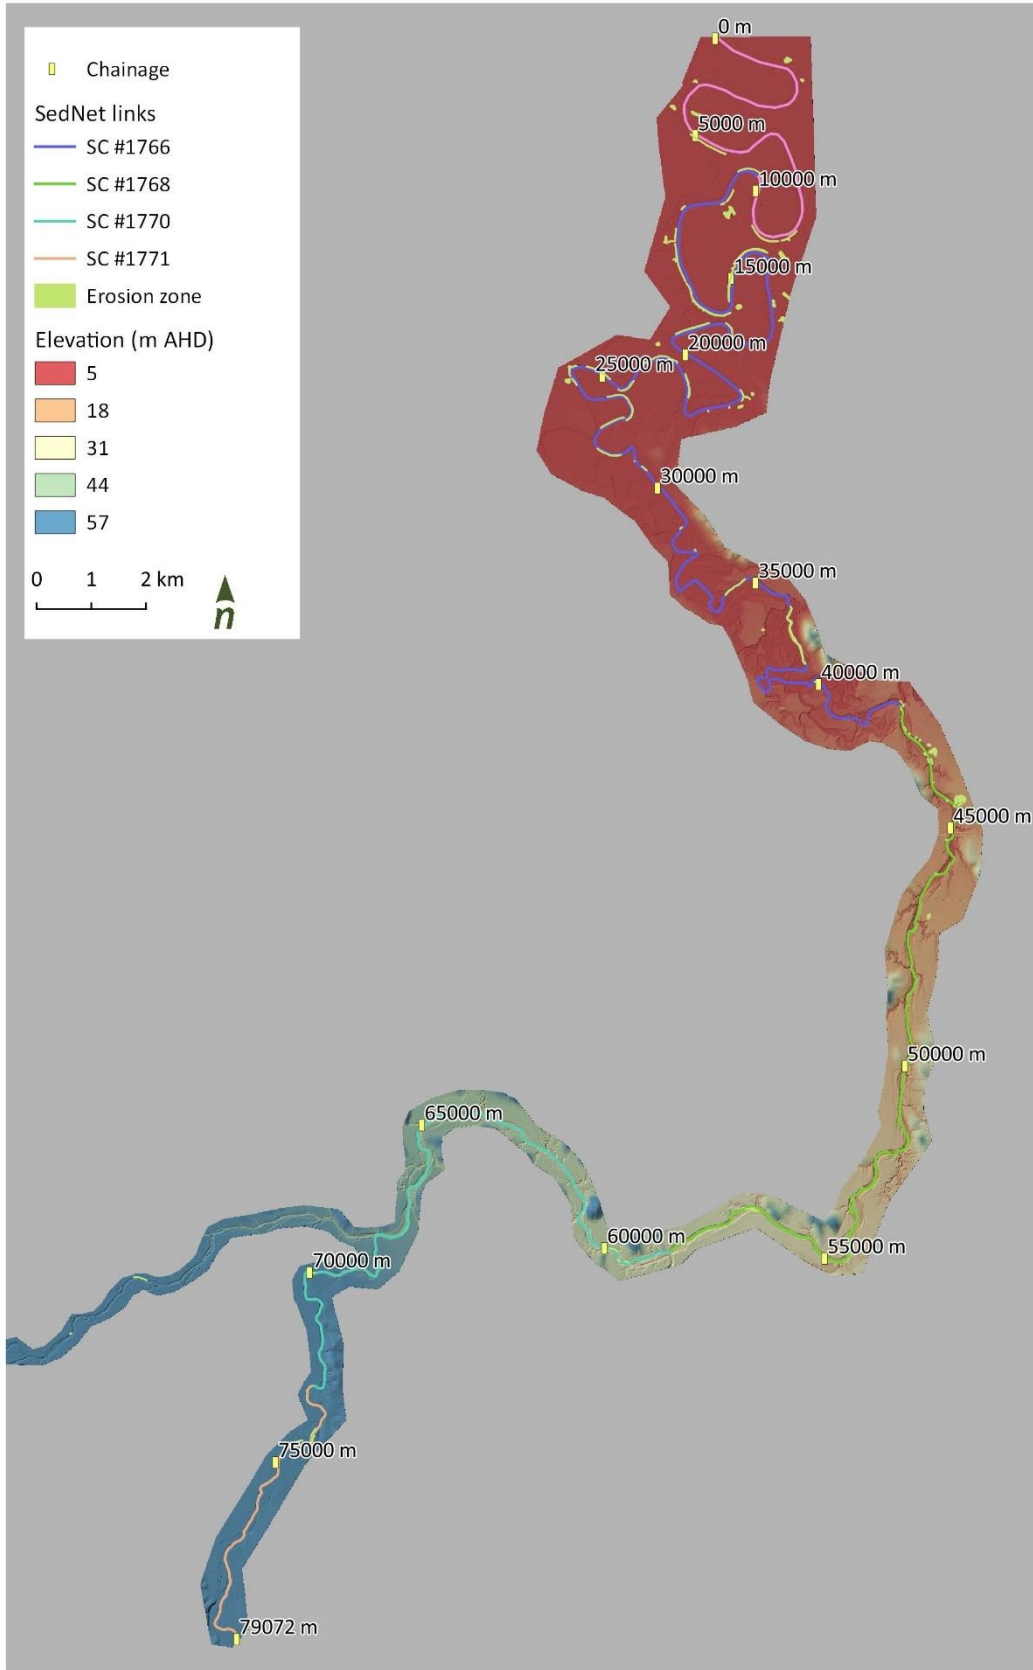 Chainage
SedNet links
SC #1766
SC #1768
SC #1770
SC #1771
Erosion zone
Elevation (m AHD)
5
18
31
44
57
0 1 2 km
n
0 m
5000 m
10000 m
15000 m
20000 m
25000 m
30000 m
35000 m
40000 m
45000 m
50000 m
65000 m
60000 m
55000 m
70000 m
75000 m
79072 m